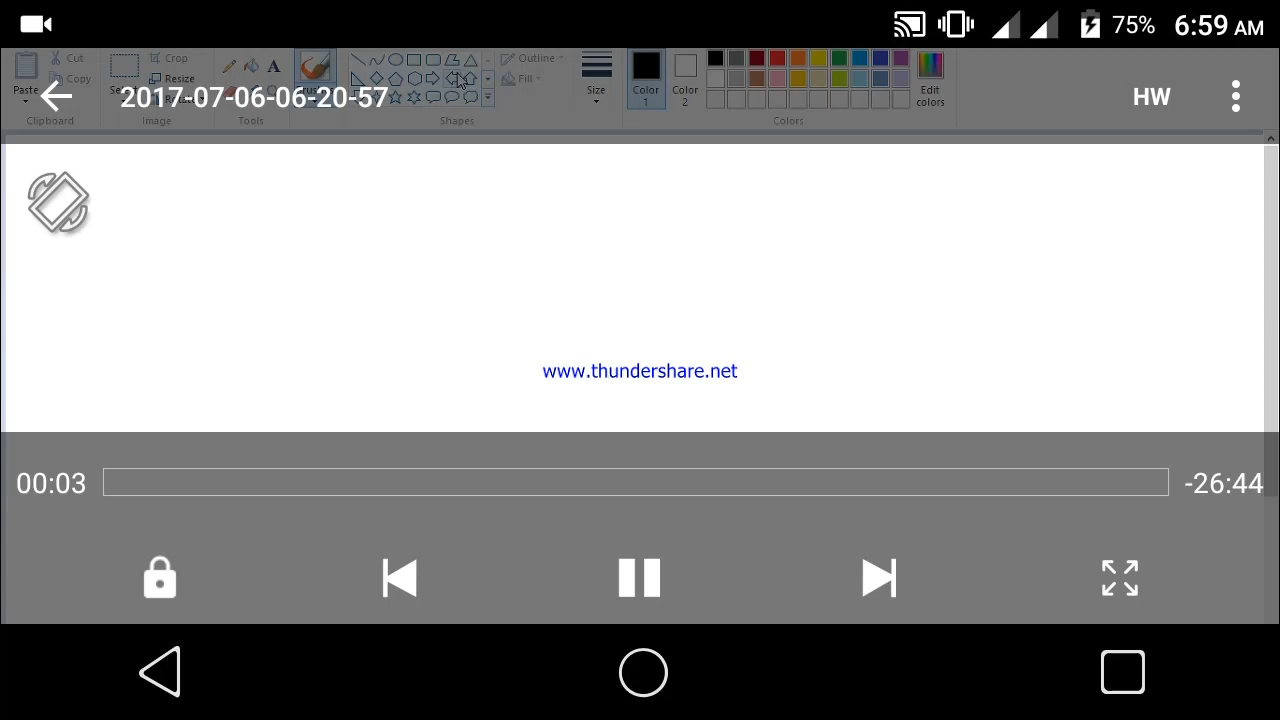 75% 6:59 AM
Cut
Copy
Paste
Clipboard
Crop
Resize
Image
Tools
Shapes
Outline
Fill
Size
Color 1
Color 2
Colors
Edit colors
2017-07-06-06-20-57
HW
www.thundershare.net
00:03
-26:44